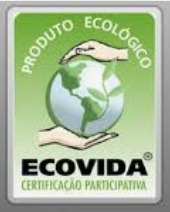 PRODUTO ECOLÓGICO
ECOVIDA®
CERTIFICAÇÃO PARTICIPATIVA